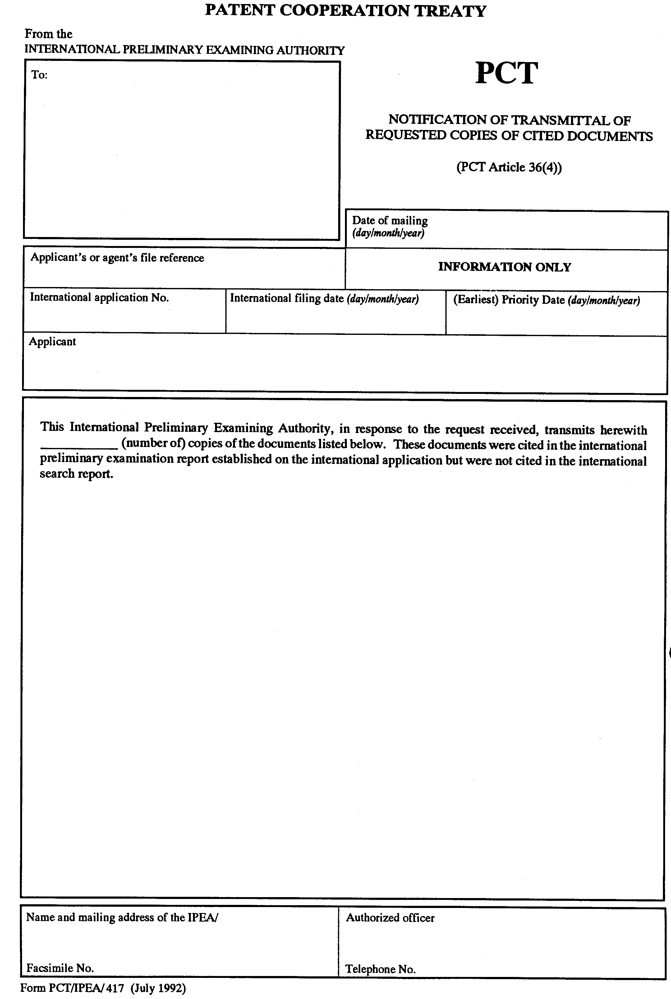 PATENT COOPERATION TREATY
From the
INTERNATIONAL PRELIMINARY EXAMINING AUTHORITY
To:
PCT
NOTIFICATION OF TRANSMITTAL OF
REQUESTED COPIES OF CITED DOCUMENTS
(PCT Article 36(4))
Date of mailing
(day/month/year)
Applicant's or agent's file reference
INFORMATION ONLY
International application No.
International filing date (day/month/year)
(Earliest) Priority Date (day/month/year)
Applicant
This International Preliminary Examining Authority, in response to the request received, transmits herewith
____________ (number of) copies of the documents listed below. These documents were cited in the international
preliminary examination report established on the international application but were not cited in the international
search report.
Name and mailing address of the IPEA/
Authorized officer
Facsimile No.
Telephone No.
Form PCT/IPEA/417 (July 1992)